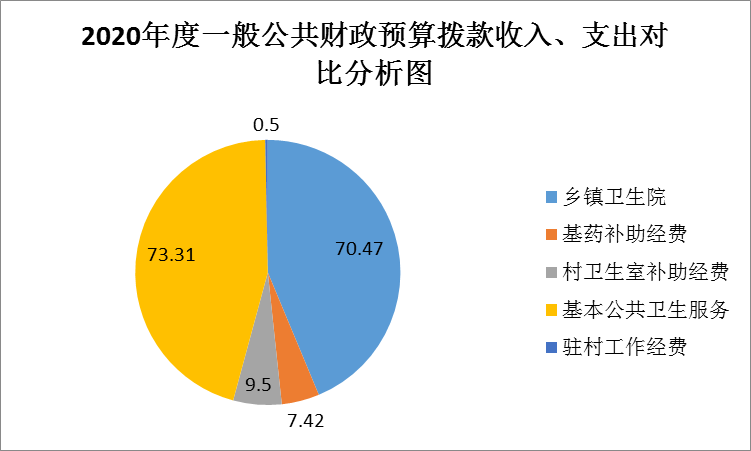 2020年度一般公共财政预算拨款收入、支出对
比分析图
0.5
70.47
73.31
9.5
7.42
乡镇卫生院
基药补助经费
村卫生室补助经费
基本公共卫生服务
驻村工作经费